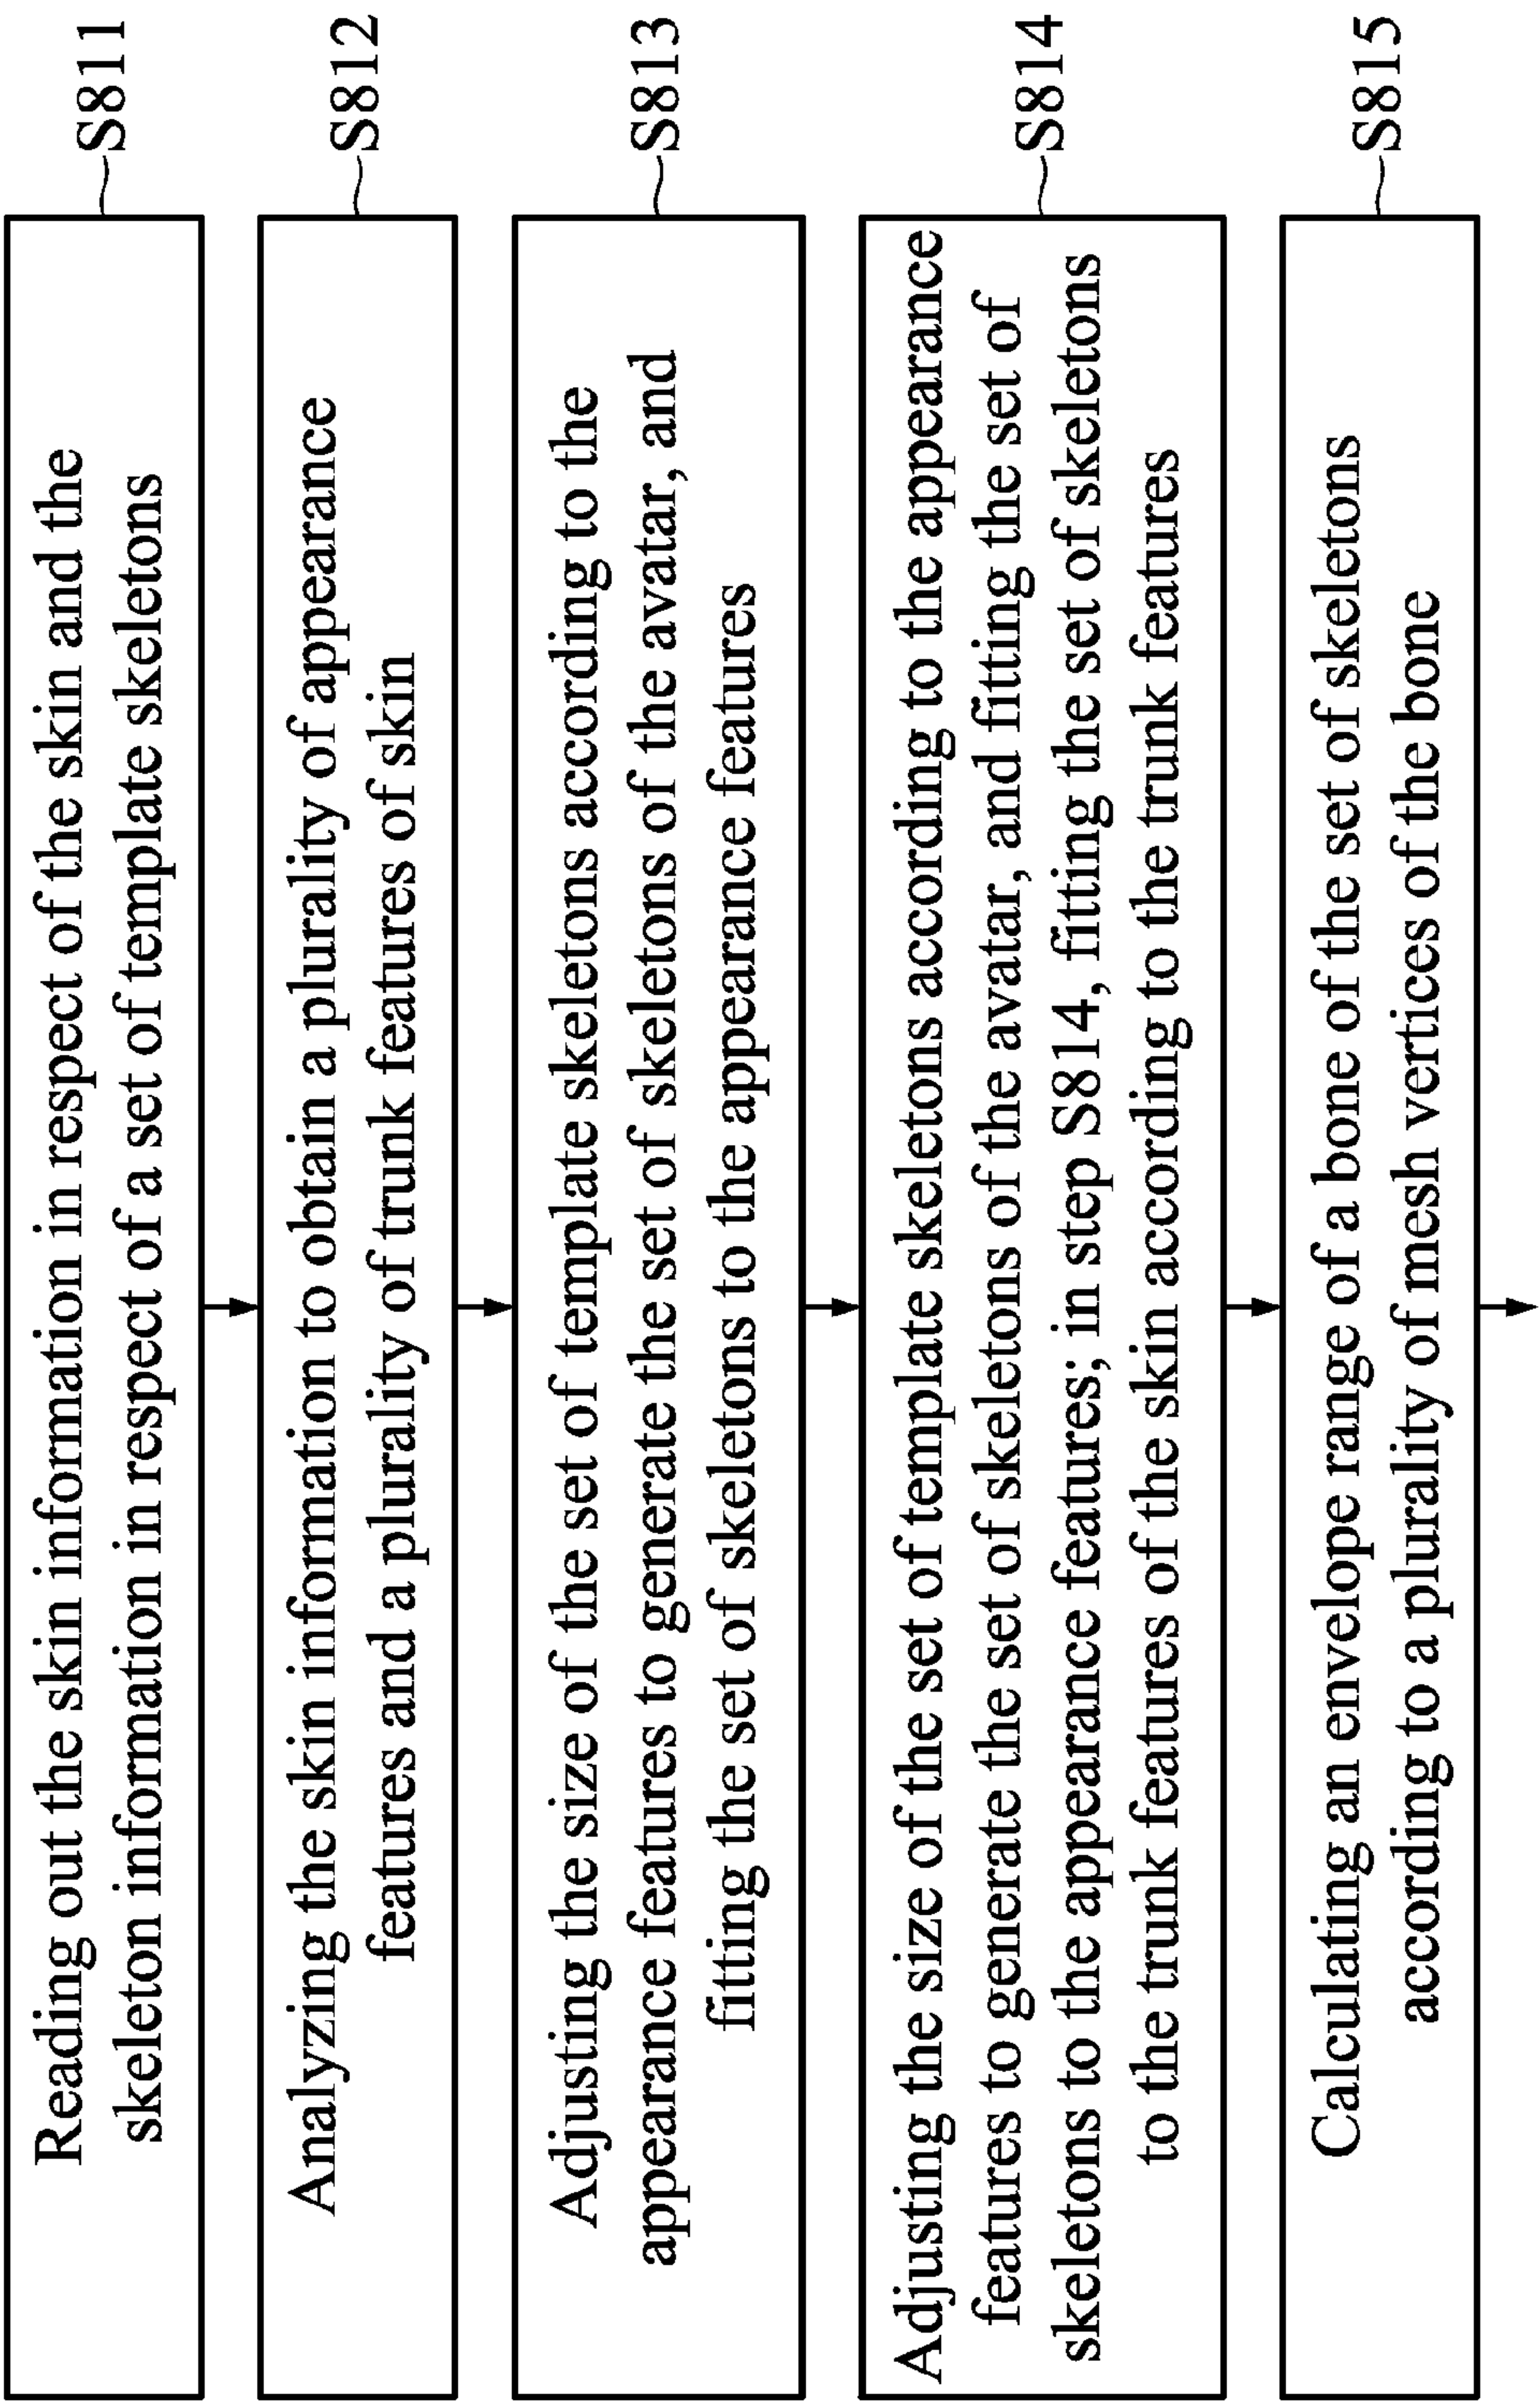 Reading out the skin information in respect of the skin and the
skeleton information in respect of a set of template skeletons
S811
Analyzing the skin information to obtain a plurality of appearance
features and a plurality of trunk features of skin
S812
Adjusting the size of the set of template skeletons according to the
appearance features to generate the set of skeletons of the avatar, and
fitting the set of skeletons to the appearance features
S813
Adjusting the size of the set of template skeletons according to the appearance
features to generate the set of skeletons of the avatar, and fitting the set of
skeletons to the appearance features; in step S814, fitting the set of skeletons
to the trunk features of the skin according to the trunk features
S814
Calculating an envelope range of a bone of the set of skeletons
according to a plurality of mesh vertices of the bone
S815